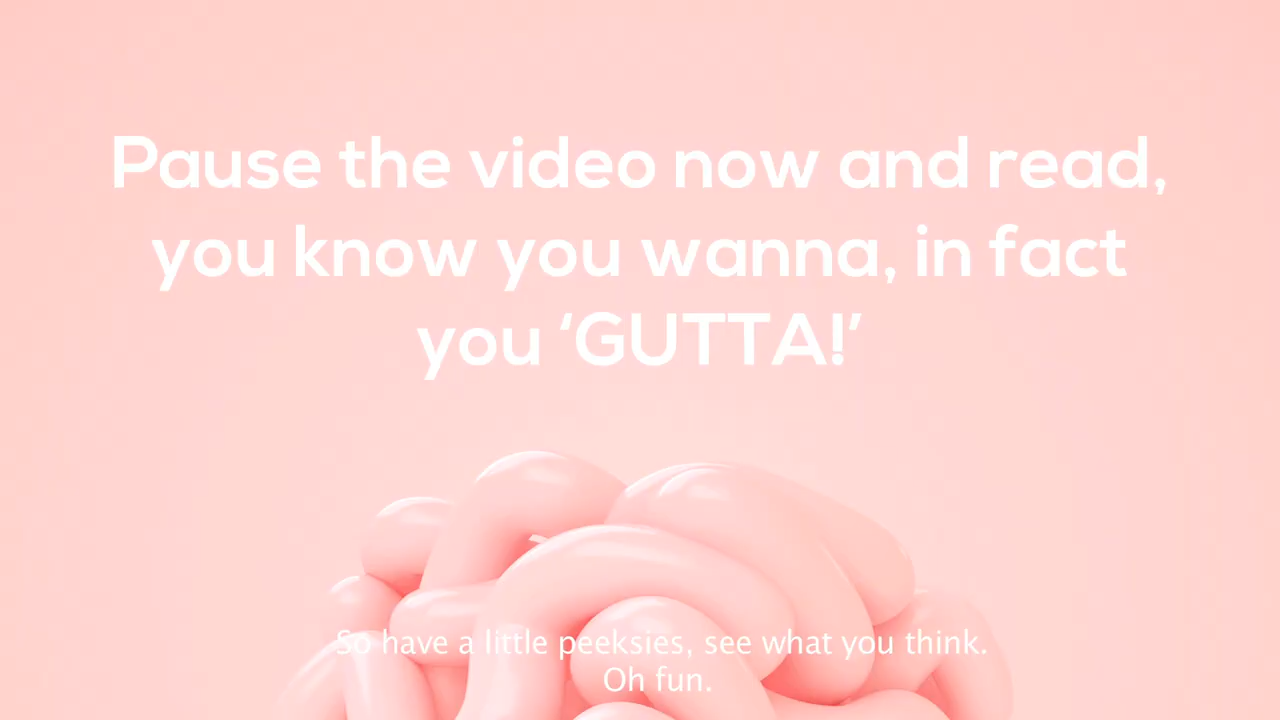 Pause the video now and read,
you know you wanna, in fact
you ‘GUTTA!’
So have a little peeksies, see what you think.
Oh fun.